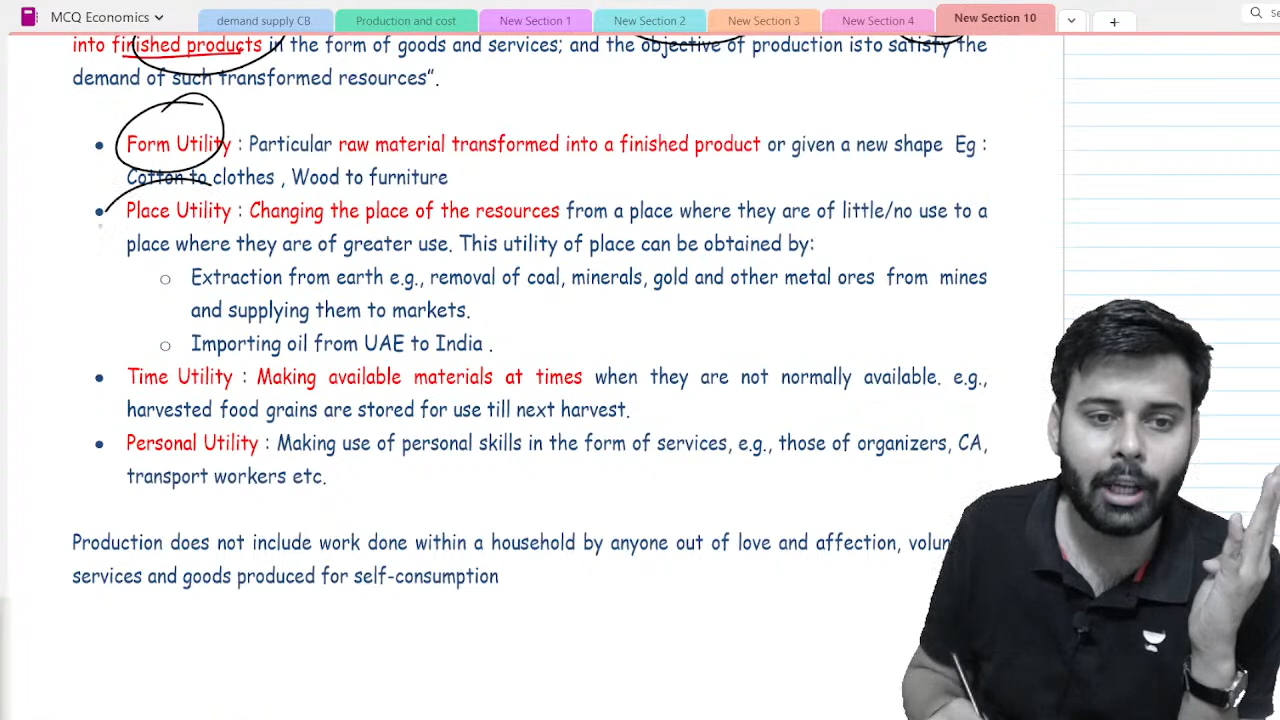 MCQ Economics
demand supply CB
Production and cost
New Section 1
New Section 2
New Section 3
New Section 4
New Section 10
into finished products in the form of goods and services; and the objective of production isto satisfy the
demand of such transformed resources”.
• Form Utility : Particular raw material transformed into a finished product or given a new shape Eg :
Cotton to clothes , Wood to furniture
• Place Utility : Changing the place of the resources from a place where they are of little/no use to a
place where they are of greater use. This utility of place can be obtained by:
o Extraction from earth e.g., removal of coal, minerals, gold and other metal ores from mines
and supplying them to markets.
o Importing oil from UAE to India .
• Time Utility : Making available materials at times when they are not normally available. e.g.,
harvested food grains are stored for use till next harvest.
• Personal Utility : Making use of personal skills in the form of services, e.g., those of organizers, CA,
transport workers etc.
Production does not include work done within a household by anyone out of love and affection,
services and goods produced for self-consumption